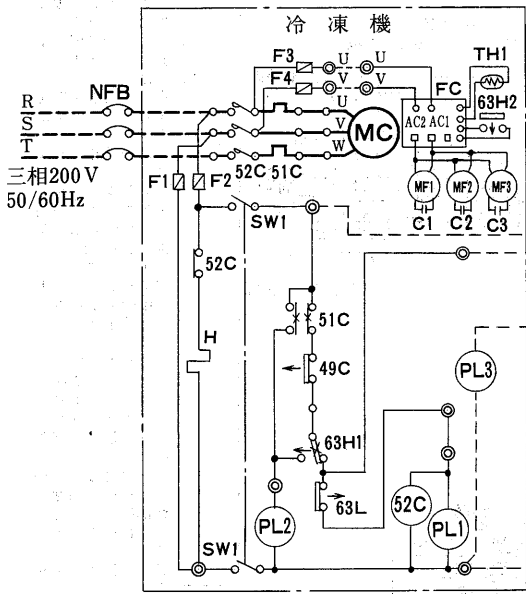 冷凍機
F3 U U
F4 V V
TH1
FC
63H2
NFB
R
S
T
U
V
W
MC
AC2 AC1
52C 51C
三相200V
50/60Hz
F1 F2
MF1 MF2 MF3
C1 C2 C3
SW1
52C
51C
H
49C
PL3
63H1
63L
52C
PL2
PL1
SW1